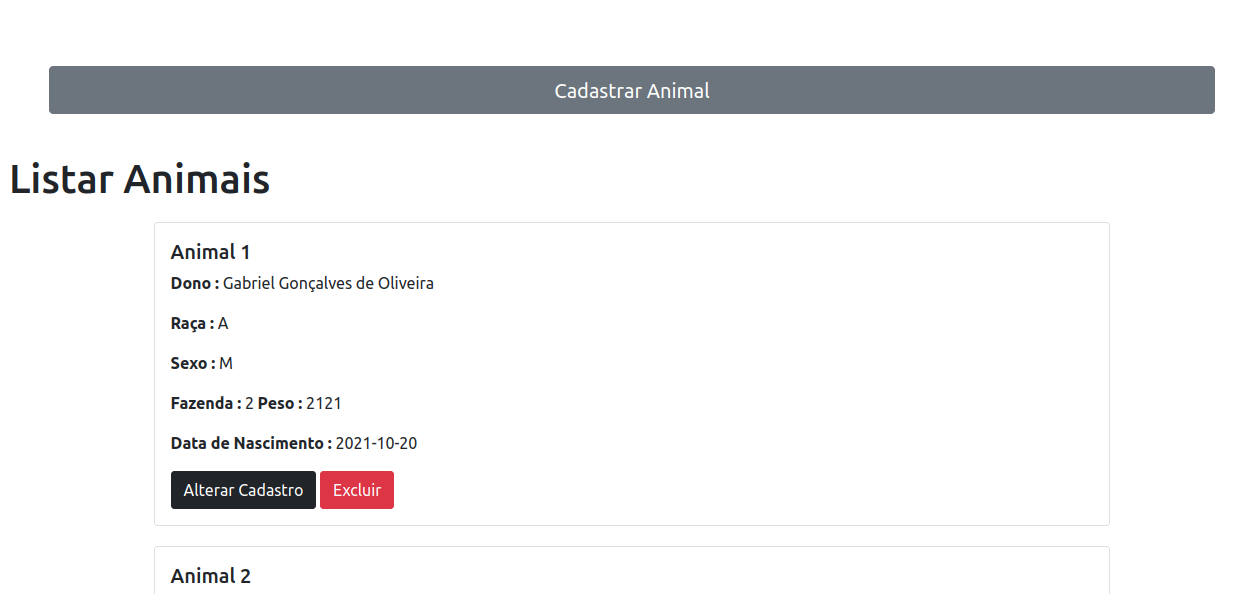 Cadastrar Animal
Listar Animais
Animal 1
Dono : Gabriel Gonçalves de Oliveira
Raça : A
Sexo : M
Fazenda : 2 Peso : 2121
Data de Nascimento : 2021-10-20
Alterar Cadastro Excluir
Animal 2